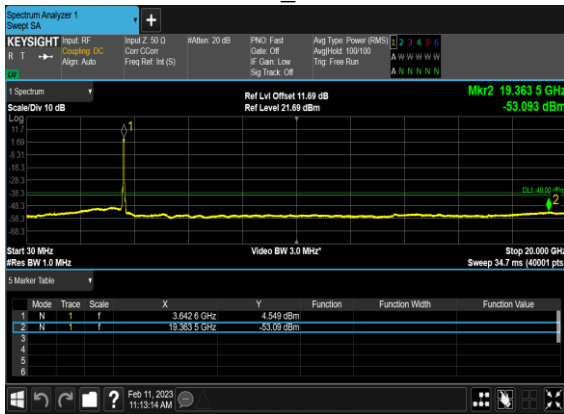 Spectrum Analyzer 1
Swept SA
+
KEYSIGHT Input: RF Input Z: 50 Ω #Atten: 20 dB PNO: Fast Avg Type: Power (RMS) 1 2 3 4 5 6
R T Coupling: DC Corr CCorr Gate: Off Avg|Hold: 100/100 A W W W W W
Align: Auto Freq Ref: Int (S) IF Gain: Low Trig: Free Run
LW Sig Track: Off A N N N N N
1 Spectrum Mkr2 19.363 5 GHz
Ref Lvl Offset 11.69 dB
Scale/Div 10 dB Ref Level 21.69 dBm -53.093 dBm
Log
11.7
1.69
-8.31
-18.3
-28.3
-38.3
-48.3
-58.3
-68.3
1
DL1 -40.00 dBm
2
Start 30 MHz Video BW 3.0 MHz* Stop 20.000 GHz
#Res BW 1.0 MHz Sweep 34.7 ms (40001 pts)
5 Marker Table
Mode Trace Scale X Y Function Function Width Function Value
1 N 1 f 3.642 6 GHz 4.549 dBm
2 N 1 f 19.363 5 GHz -53.09 dBm
3
4
5
6
? Feb 11, 2023
11:13:14 AM